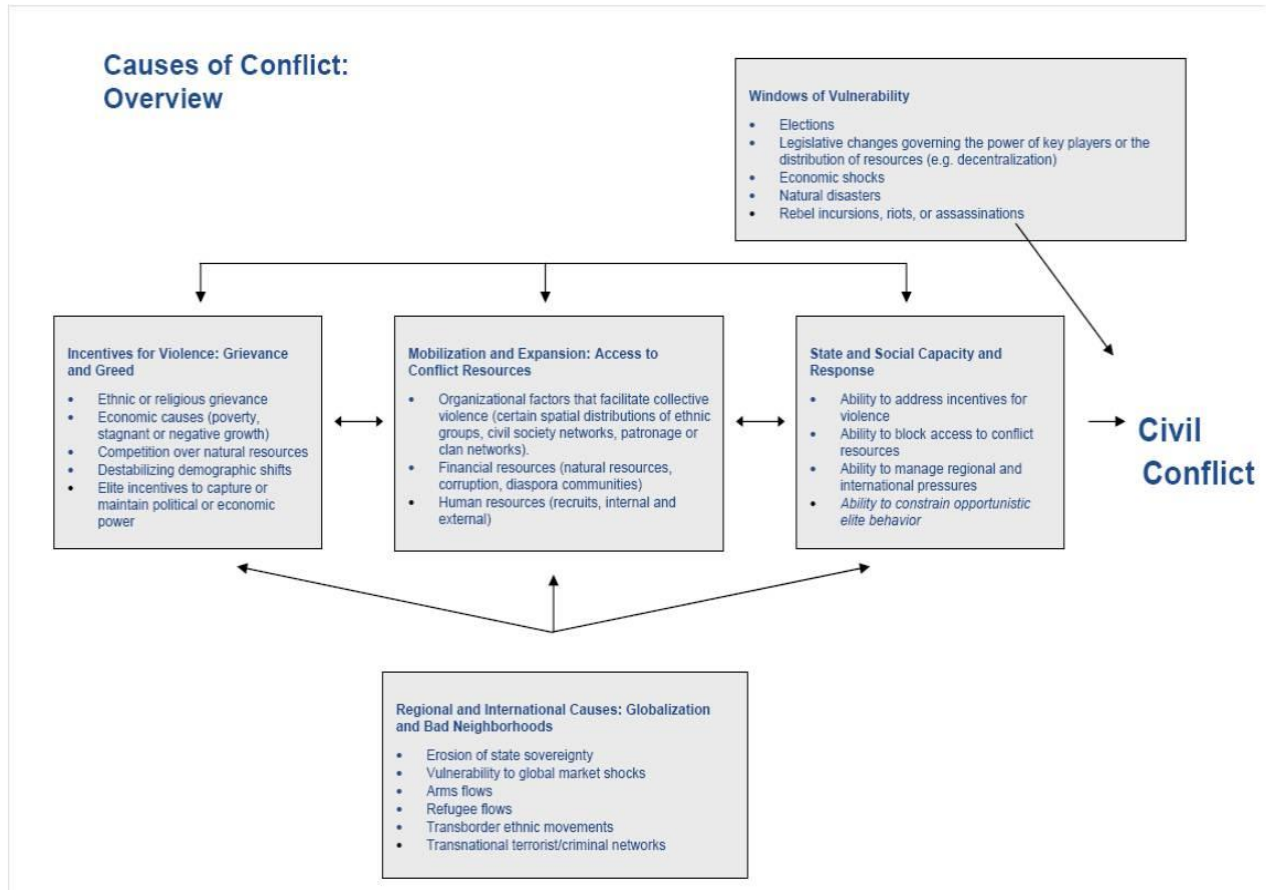 Causes of Conflict:
Overview
Windows of Vulnerability
• Elections
• Legislative changes governing the power of key players or the
distribution of resources (e.g. decentralization)
• Economic shocks
• Natural disasters
• Rebel incursions, riots, or assassinations
Incentives for Violence: Grievance
and Greed
• Ethnic or religious grievance
• Economic causes (poverty,
stagnant or negative growth)
• Competition over natural resources
• Destabilizing demographic shifts
• Elite incentives to capture or
maintain political or economic
power
Mobilization and Expansion: Access to
Conflict Resources
• Organizational factors that facilitate collective
violence (certain spatial distributions of ethnic
groups, civil society networks, patronage or
clan networks).
• Financial resources (natural resources,
corruption, diaspora communities)
• Human resources (recruits, internal and
external)
State and Social Capacity and
Response
• Ability to address incentives for
violence
• Ability to block access to conflict
resources
• Ability to manage regional and
international pressures
• Ability to constrain opportunistic
elite behavior
Civil
Conflict
Regional and International Causes: Globalization
and Bad Neighborhoods
• Erosion of state sovereignty
• Vulnerability to global market shocks
• Arms flows
• Refugee flows
• Transborder ethnic movements
• Transnational terrorist/criminal networks